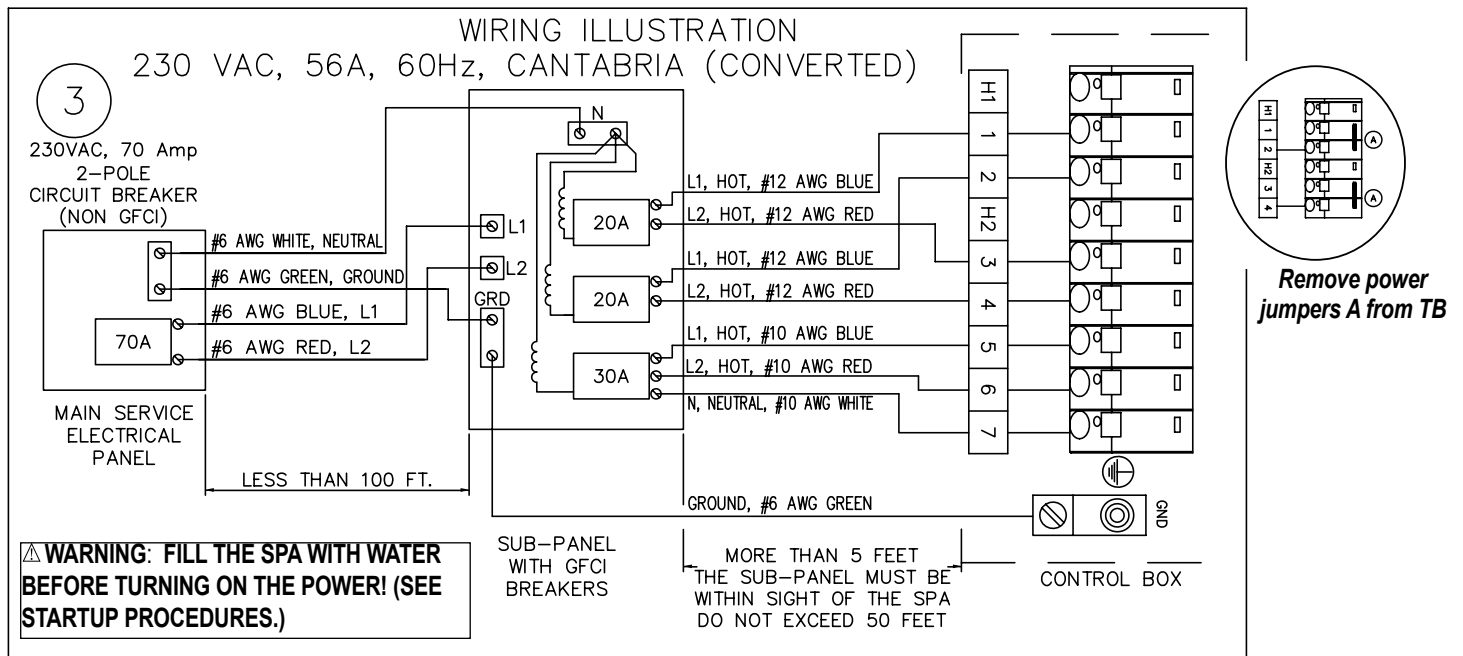 WIRING ILLUSTRATION
230 VAC, 56A, 60Hz, CANTABRIA (CONVERTED)
3
230VAC, 70 Amp
2-POLE
CIRCUIT BREAKER
(NON GFCI)
#6 AWG WHITE, NEUTRAL
#6 AWG GREEN, GROUND
#6 AWG BLUE, L1
#6 AWG RED, L2
70A
MAIN SERVICE
ELECTRICAL
PANEL
LESS THAN 100 FT.
N
L1
L2
GRD
20A
20A
30A
SUB-PANEL
WITH GFCI
BREAKERS
L1, HOT, #12 AWG BLUE
L2, HOT, #12 AWG RED
L1, HOT, #12 AWG BLUE
L2, HOT, #12 AWG RED
L1, HOT, #10 AWG BLUE
L2, HOT, #10 AWG RED
N, NEUTRAL, #10 AWG WHITE
GROUND, #6 AWG GREEN
MORE THAN 5 FEET
THE SUB-PANEL MUST BE
WITHIN SIGHT OF THE SPA
DO NOT EXCEED 50 FEET
H1
1
2
H2
3
4
5
6
7
GND
CONTROL BOX
H1
1
2
H2
3
4
A
A
Remove power
jumpers A from TB
⚠ WARNING: FILL THE SPA WITH WATER
BEFORE TURNING ON THE POWER! (SEE
STARTUP PROCEDURES.)